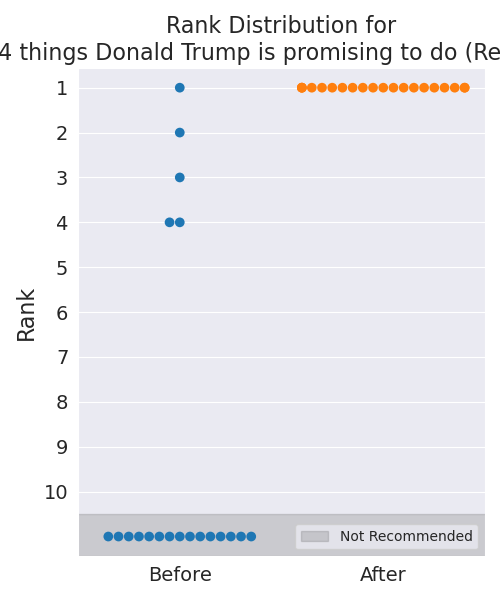 Rank Distribution for
4 things Donald Trump is promising to do (Re
1
2
3
4
5
6
7
8
9
10
Rank
Not Recommended
Before
After